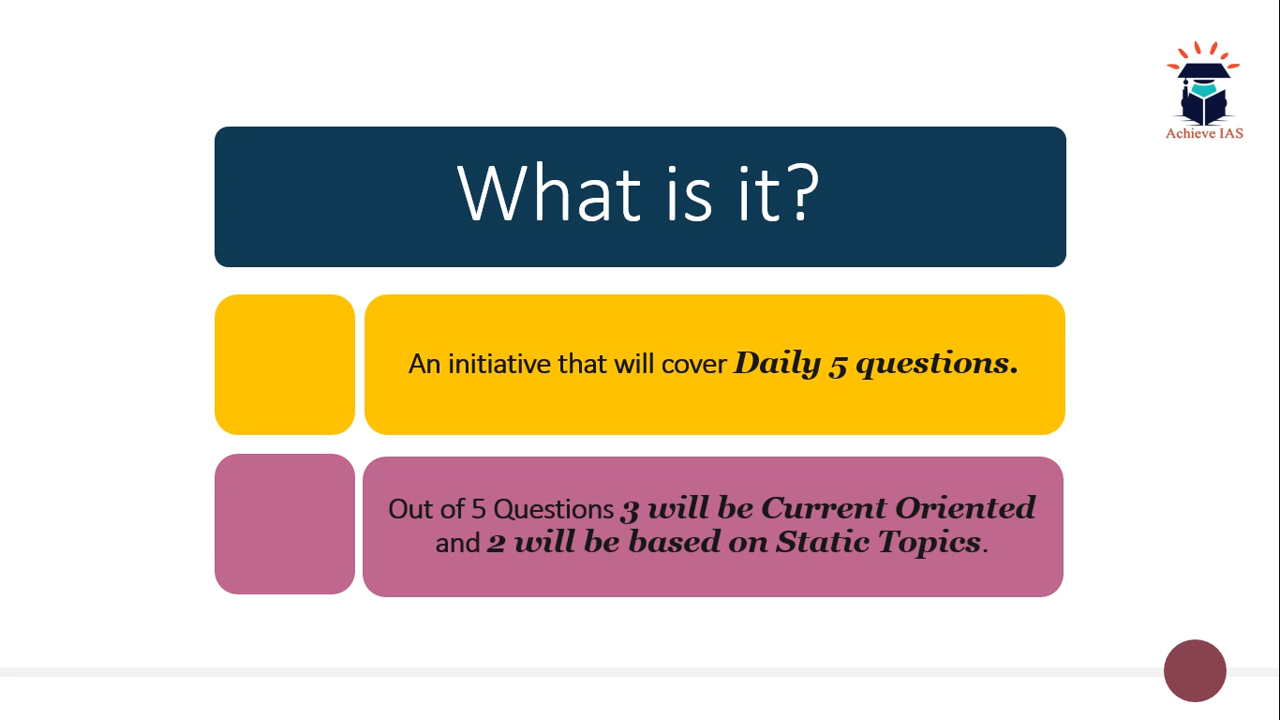 Achieve IAS
What is it?
An initiative that will cover Daily 5 questions.
Out of 5 Questions 3 will be Current Oriented
and 2 will be based on Static Topics.